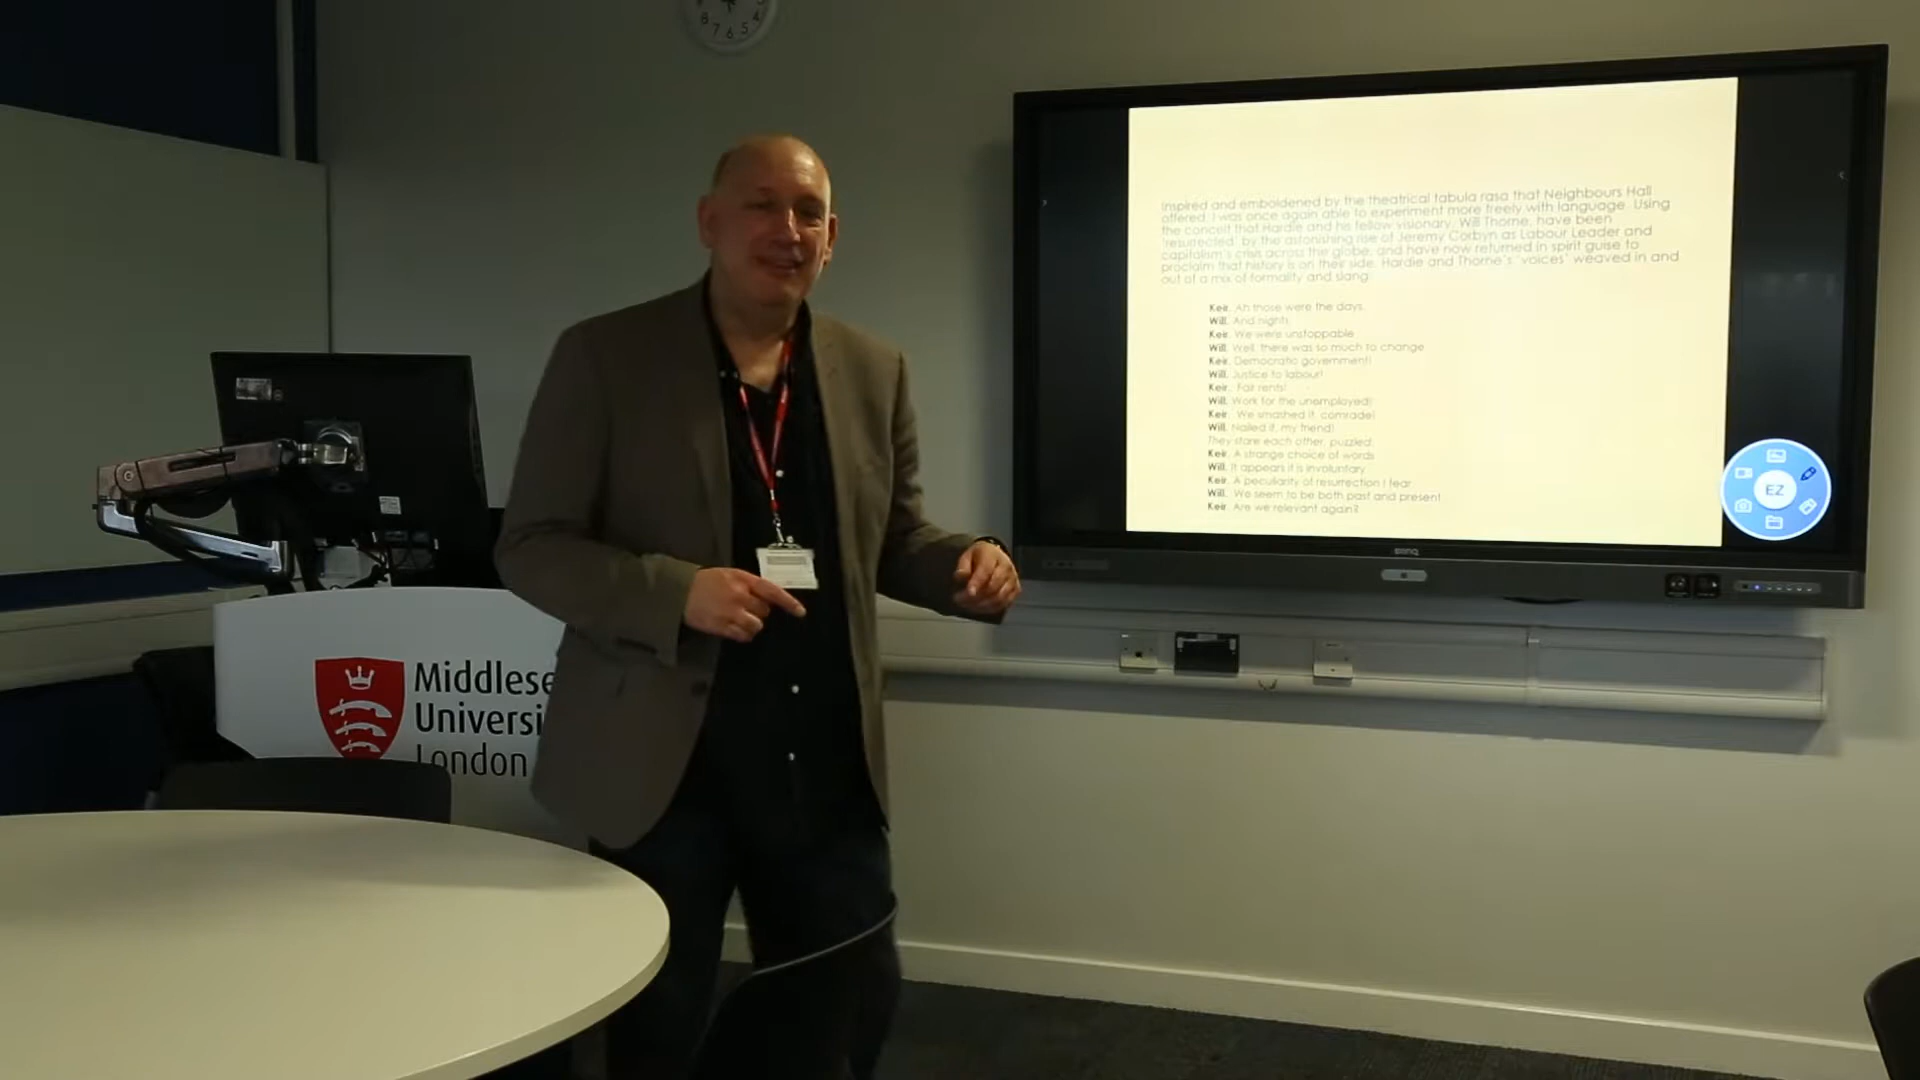 8 7 6 5 4
Inspired and emboldened by the theatrical tabula rasa that Neighbours Hall
offered, I was once again able to experiment more freely with language. Using
the conceit that Hardie and his fellow visionary, Will Thorne, have been
'resurrected' by the astonishing rise of Jeremy Corbyn as Labour Leader and
capitalism's crisis across the globe, and have now returned in spirit guise to
proclaim that history is on their side, Hardie and Thorne's 'voices' weaved in and
out of a mix of formality and slang:
Keir. Ah those were the days.
Will. And nights.
Keir. We were unstoppable.
Will. Well, there was so much to change.
Keir. Democratic government!
Will. Justice to labour!
Keir. Fair rents!
Will. Work for the unemployed!
Keir. We smashed it, comrade!
Will. Nailed it, my friend!
They stare each other, puzzled.
Keir. A strange choice of words
Will. It appears it is involuntary
Keir. A peculiarity of resurrection I fear
Will. We seem to be both past and present
Keir. Are we relevant again?
EZ
BenQ
Middlese
Universi
London